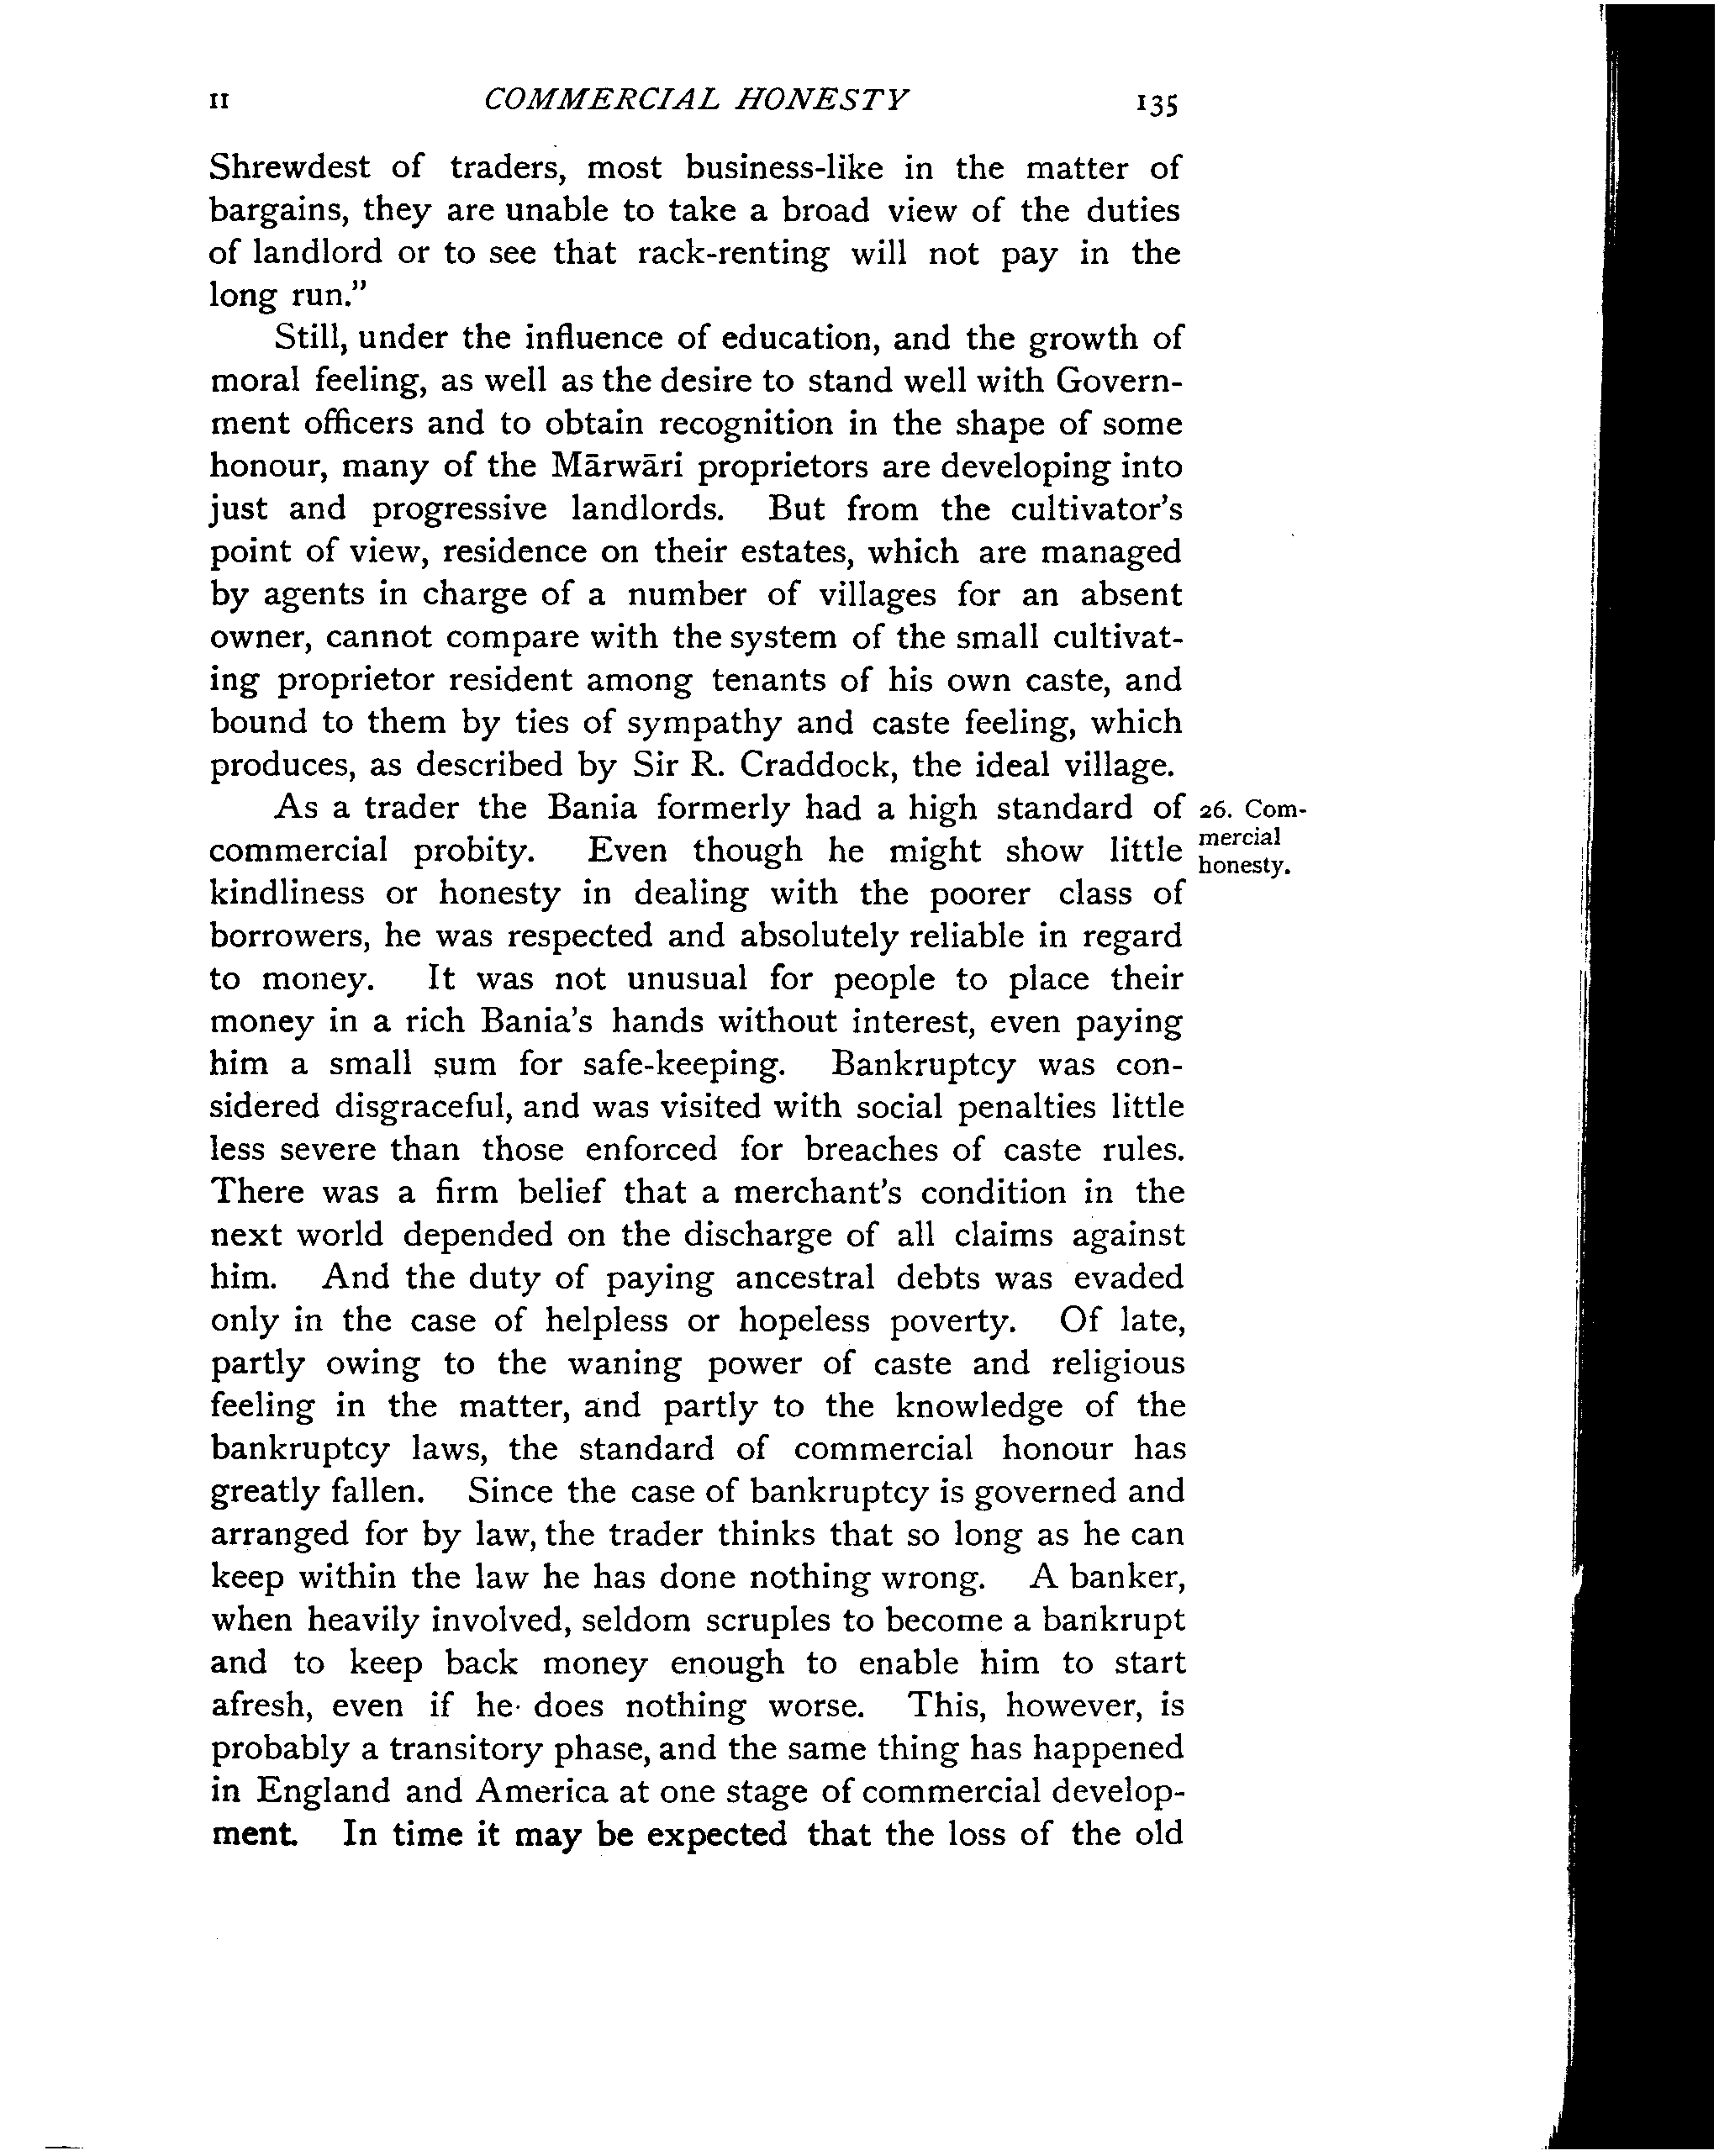 II COMMERCIAL HONESTY 135
Shrewdest of traders, most business-like in the matter of
bargains, they are unable to take a broad view of the duties
of landlord or to see that rack-renting will not pay in the
long run.”
Still, under the influence of education, and the growth of
moral feeling, as well as the desire to stand well with Govern-
ment officers and to obtain recognition in the shape of some
honour, many of the Mārwāri proprietors are developing into
just and progressive landlords. But from the cultivator's
point of view, residence on their estates, which are managed
by agents in charge of a number of villages for an absent
owner, cannot compare with the system of the small cultivat-
ing proprietor resident among tenants of his own caste, and
bound to them by ties of sympathy and caste feeling, which
produces, as described by Sir R. Craddock, the ideal village.
As a trader the Bania formerly had a high standard of
commercial probity. Even though he might show little
kindliness or honesty in dealing with the poorer class of
borrowers, he was respected and absolutely reliable in regard
to money. It was not unusual for people to place their
money in a rich Bania's hands without interest, even paying
him a small sum for safe-keeping. Bankruptcy was con-
sidered disgraceful, and was visited with social penalties little
less severe than those enforced for breaches of caste rules.
There was a firm belief that a merchant's condition in the
next world depended on the discharge of all claims against
him. And the duty of paying ancestral debts was evaded
only in the case of helpless or hopeless poverty. Of late,
partly owing to the waning power of caste and religious
feeling in the matter, and partly to the knowledge of the
bankruptcy laws, the standard of commercial honour has
greatly fallen. Since the case of bankruptcy is governed and
arranged for by law, the trader thinks that so long as he can
keep within the law he has done nothing wrong. A banker,
when heavily involved, seldom scruples to become a bankrupt
and to keep back money enough to enable him to start
afresh, even if he does nothing worse. This, however, is
probably a transitory phase, and the same thing has happened
in England and America at one stage of commercial develop-
ment. In time it may be expected that the loss of the old
26. Com-
mercial
honesty.